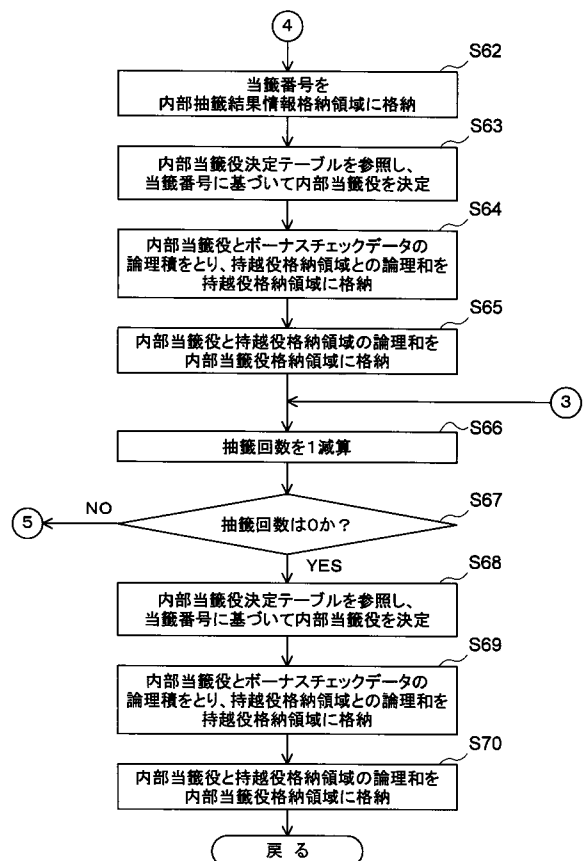 ④
S62
当籤番号を
内部抽籤結果情報格納領域に格納
S63
内部当籤役決定テーブルを参照し、
当籤番号に基づいて内部当籤役を決定
S64
内部当籤役とボーナスチェックデータの
論理積をとり、持越役格納領域との論理和を
持越役格納領域に格納
S65
内部当籤役と持越役格納領域の論理和を
内部当籤役格納領域に格納
③
S66
抽籤回数を1減算
S67
抽籤回数は0か?
NO
⑤
YES
S68
内部当籤役決定テーブルを参照し、
当籤番号に基づいて内部当籤役を決定
S69
内部当籤役とボーナスチェックデータの
論理積をとり、持越役格納領域との論理和を
持越役格納領域に格納
S70
内部当籤役と持越役格納領域の論理和を
内部当籤役格納領域に格納
戻る